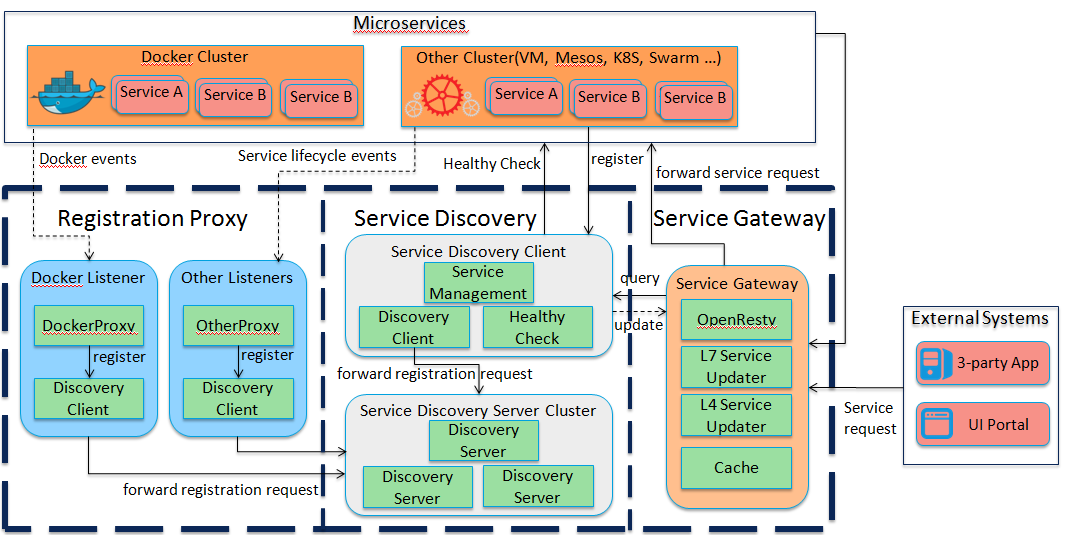 Microservices
Docker Cluster
Service A
Service B
Service B
Other Cluster(VM, Mesos, K8S, Swarm ...)
Service A
Service B
Service B
Docker events
Service lifecycle events
Healthy Check
register
forward service request
Registration Proxy
Service Discovery
Service Gateway
Docker Listener
DockerProxy
register
Discovery
Client
Other Listeners
OtherProxy
register
Discovery
Client
forward registration request
Service Discovery Client
Service
Management
Discovery
Client
Healthy
Check
forward registration request
Service Discovery Server Cluster
Discovery
Server
Discovery
Server
Discovery
Server
query
update
Service Gateway
OpenResty
L7 Service
Updater
L4 Service
Updater
Cache
External Systems
3-party App
UI Portal
Service
request